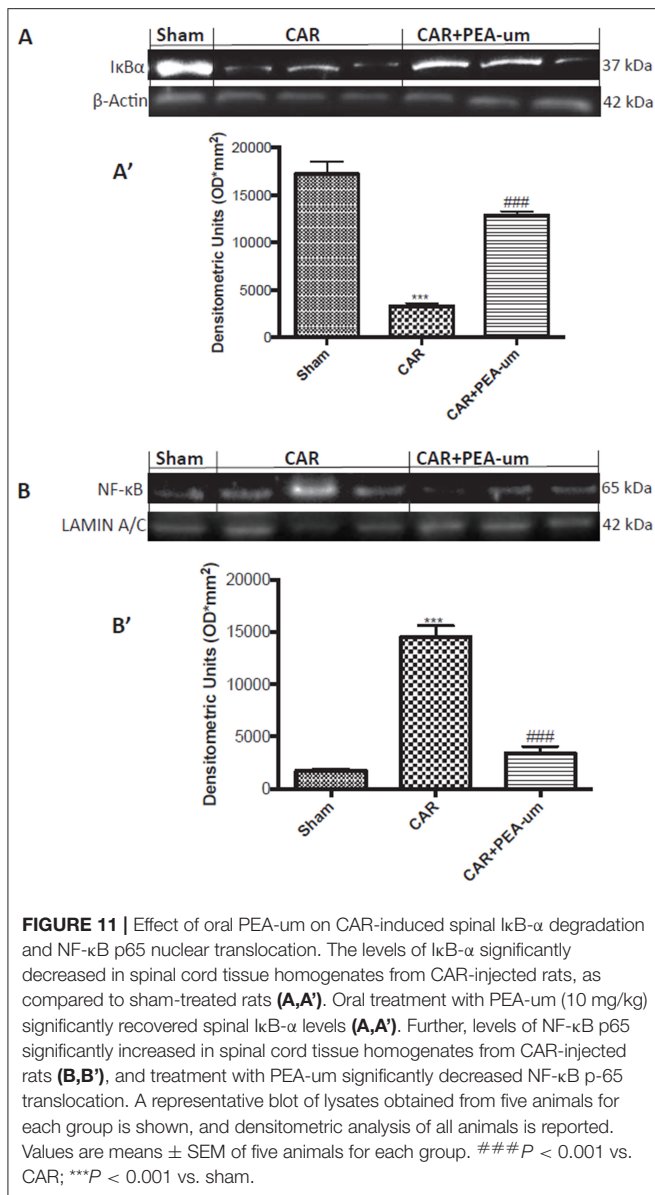 A
Sham CAR CAR+PEA-um
IκBα 37 kDa
β-Actin 42 kDa
A'
Densitometric Units (OD*mm²)
20000
15000
10000
5000
0
***
###
Sham
CAR
CAR+PEA-um
Sham CAR CAR+PEA-um
B
NF-κB 65 kDa
LAMIN A/C 42 kDa
B'
Densitometric Units (OD*mm²)
20000
15000
10000
5000
0
***
###
Sham
CAR
CAR+PEA-um
FIGURE 11 | Effect of oral PEA-um on CAR-induced spinal IκB-α degradation
and NF-κB p65 nuclear translocation. The levels of IκB-α significantly
decreased in spinal cord tissue homogenates from CAR-injected rats, as
compared to sham-treated rats (A,A'). Oral treatment with PEA-um (10 mg/kg)
significantly recovered spinal IκB-α levels (A,A'). Further, levels of NF-κB p65
significantly increased in spinal cord tissue homogenates from CAR-injected
rats (B,B'), and treatment with PEA-um significantly decreased NF-κB p-65
translocation. A representative blot of lysates obtained from five animals for
each group is shown, and densitometric analysis of all animals is reported.
Values are means ± SEM of five animals for each group. ###P < 0.001 vs.
CAR; ***P < 0.001 vs. sham.